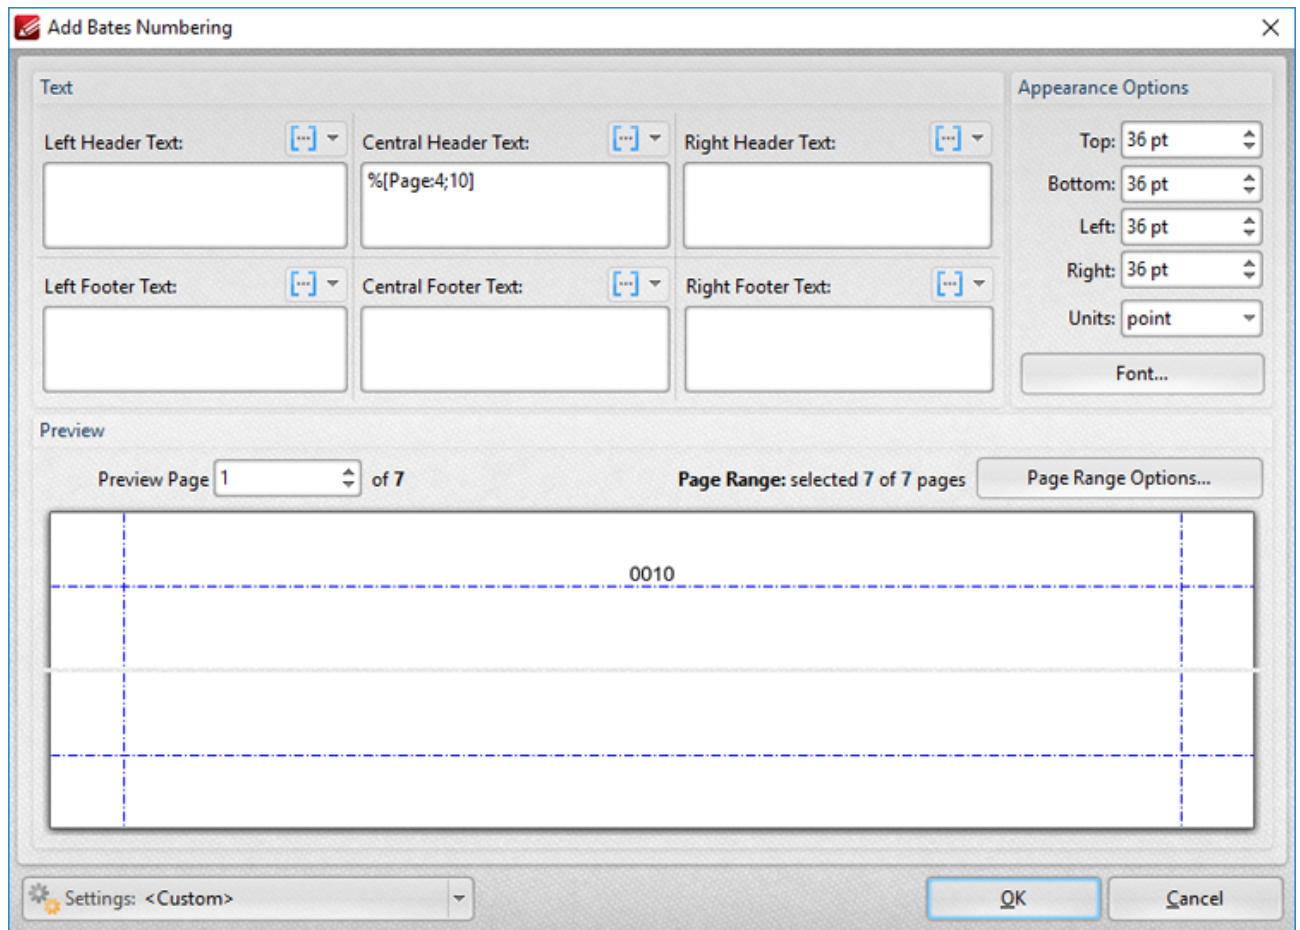 Add Bates Numbering
Text
Appearance Options
Left Header Text:
Central Header Text:
Right Header Text:
%[Page:4;10]
Top: 36 pt
Bottom: 36 pt
Left: 36 pt
Right: 36 pt
Units: point
Font...
Left Footer Text:
Central Footer Text:
Right Footer Text:
Preview
Preview Page 1 of 7
Page Range: selected 7 of 7 pages
Page Range Options...
0010
Settings: <Custom>
OK
Cancel